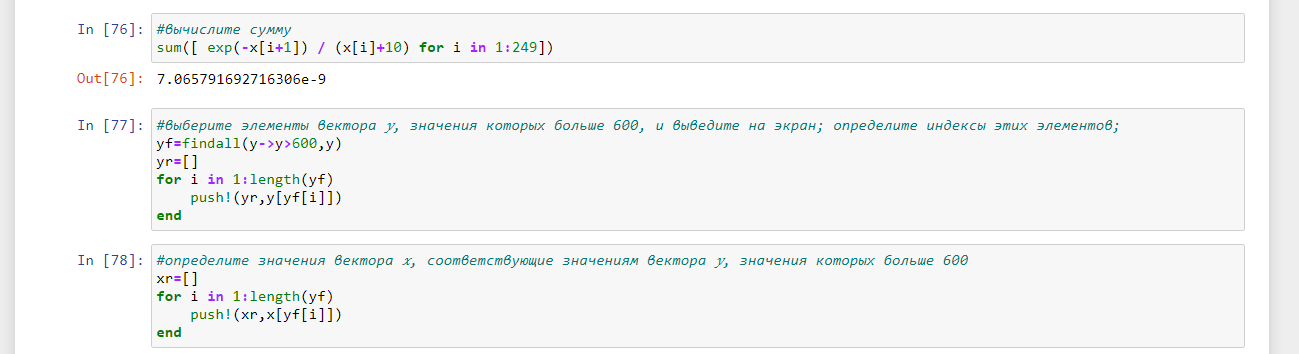 In [76]: #вычислите сумму
sum([ exp(-x[i+1]) / (x[i]+10) for i in 1:249])
Out[76]: 7.065791692716306e-9
In [77]: #выберите элементы вектора y, значения которых больше 600, и выведите на экран; определите индексы этих элементов;
yf=findall(y->y>600,y)
yr=[]
for i in 1:length(yf)
    push!(yr,y[yf[i]])
end
In [78]: #определите значения вектора x, соответствующие значениям вектора y, значения которых больше 600
xr=[]
for i in 1:length(yf)
    push!(xr,x[yf[i]])
end